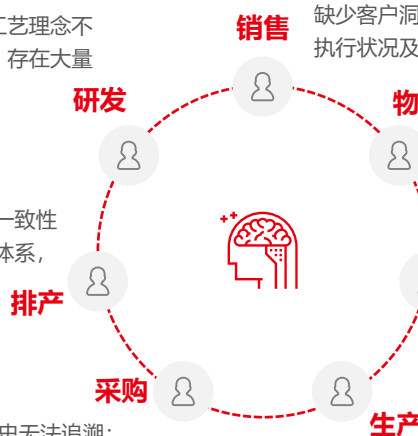 工艺理念不
存在大量
销售
缺少客户洞
执行状况及
研发
物
一致性
体系，
排产
采购
中无法追溯；
生产